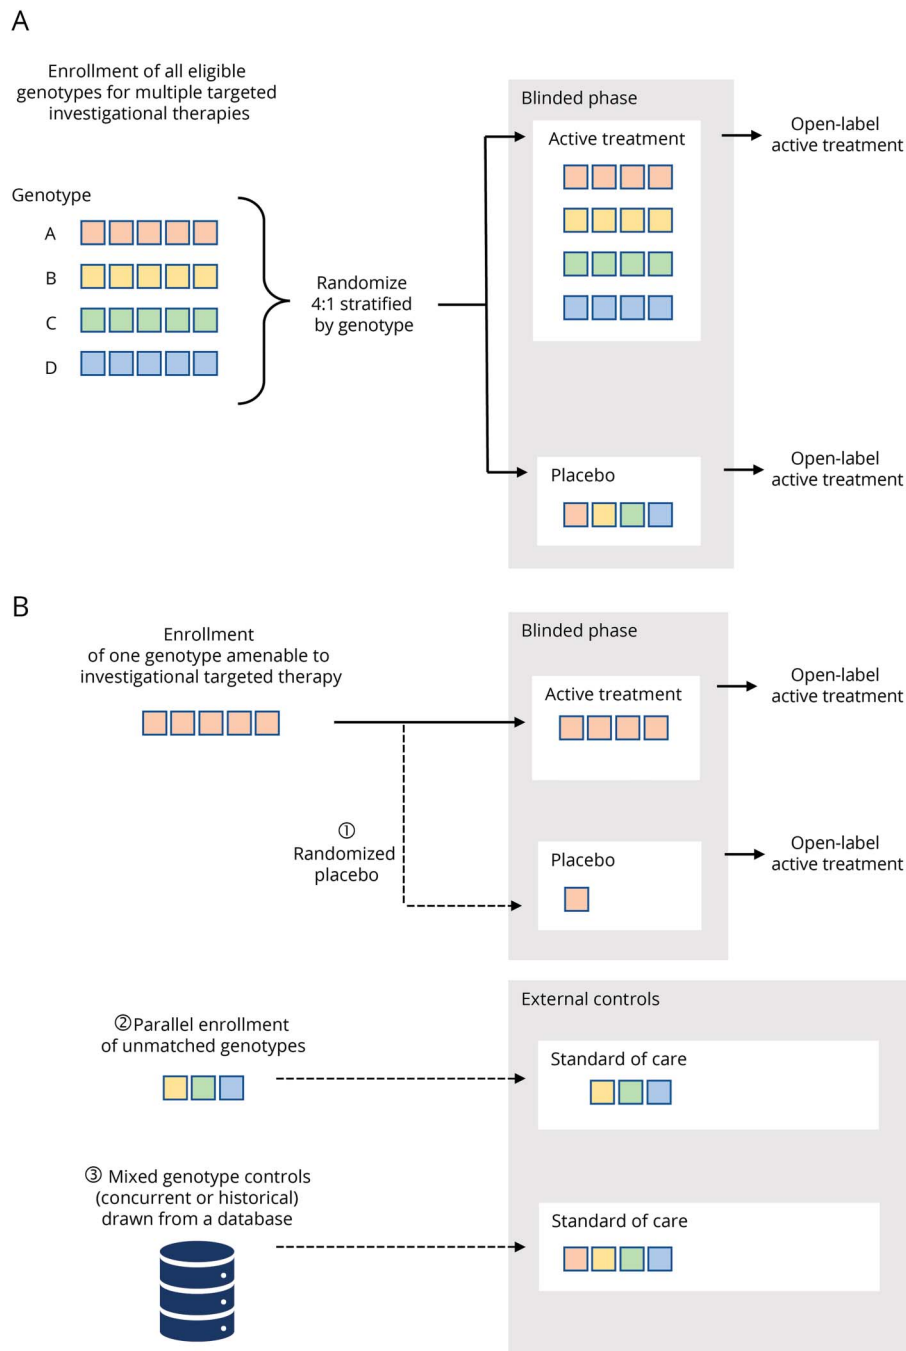 A
Enrollment of all eligible
genotypes for multiple targeted
investigational therapies
Genotype
A
B
C
D
Randomize
4:1 stratified
by genotype
Blinded phase
Active treatment
Open-label
active treatment
Placebo
Open-label
active treatment
B
Enrollment
of one genotype amenable to
investigational targeted therapy
①
Randomized
placebo
Blinded phase
Active treatment
Open-label
active treatment
Placebo
Open-label
active treatment
②Parallel enrollment
of unmatched genotypes
External controls
Standard of care
③ Mixed genotype controls
(concurrent or historical)
drawn from a database
Standard of care